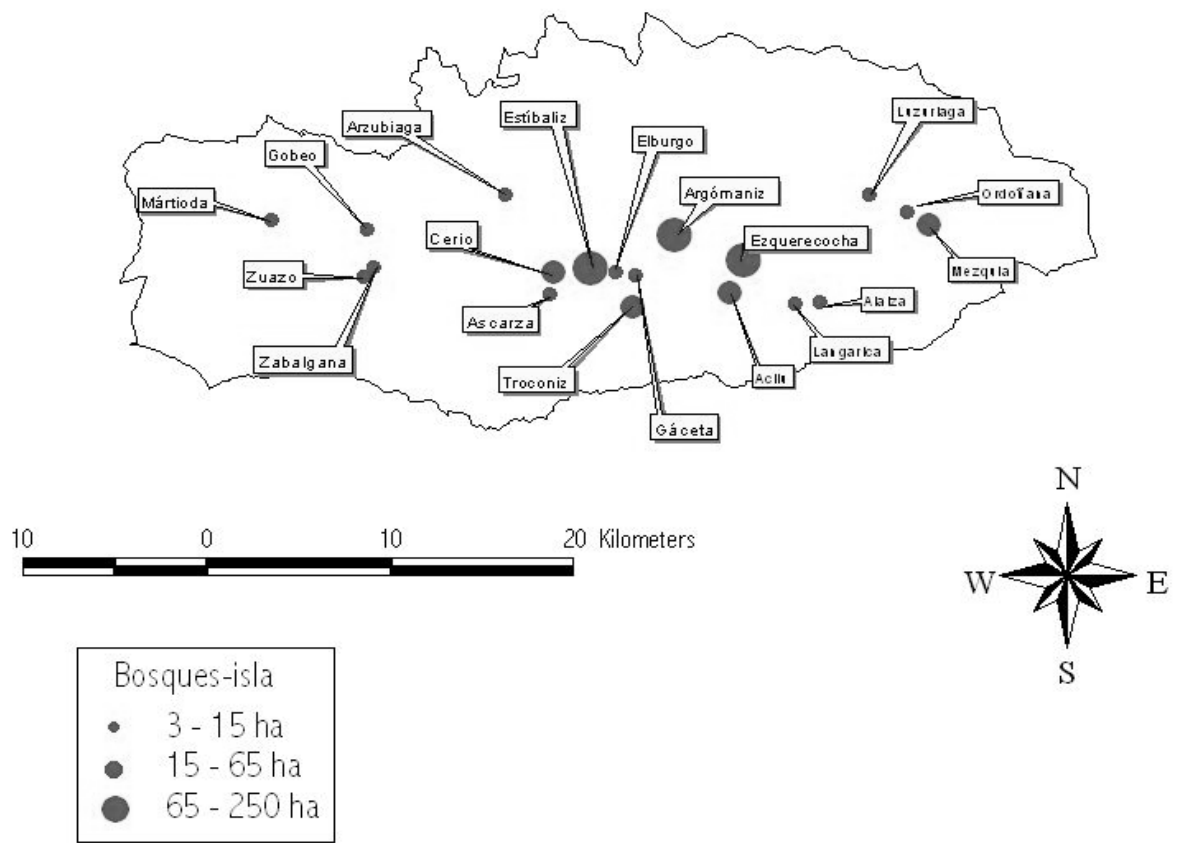 Luzuriaga
Estíbaliz
Arzubiaga
Elburgo
Gobeo
Argómaniz
Ordoñana
Mártioda
Cerio
Ezquerecocha
Zuazo
Mezquia
Alaiza
Ascarza
Langarica
Zabalgana
Troconiz
Acilu
Gáceta
N
10 0 10 20 Kilometers
W E
S
Bosques-isla
3 - 15 ha
15 - 65 ha
65 - 250 ha